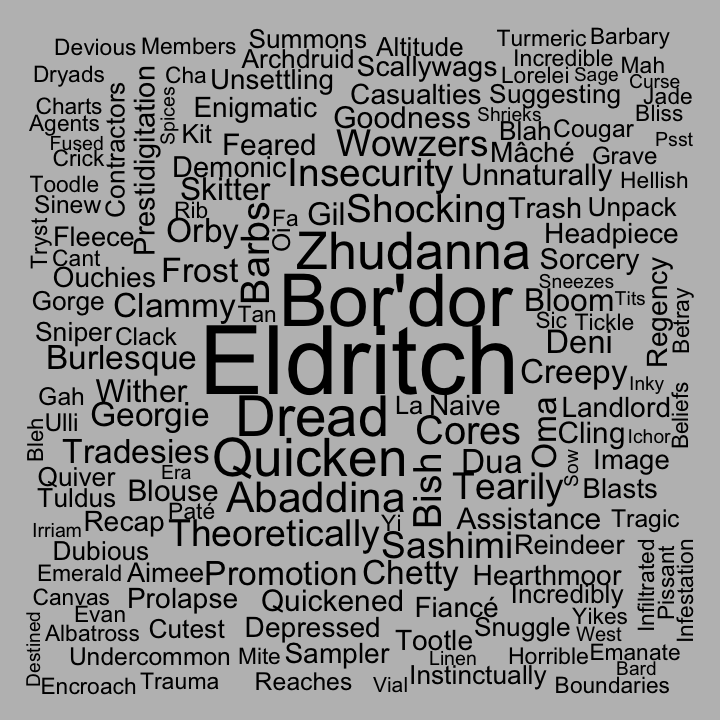 Summons
Altitude
Turmeric
Barbary
Devious
Members
Archdruid
Incredible
Dryads
Cha
Unsettling
Scallywags
Lorelei
Sage
Mah
Curse
Charts
Contractors
Prestidigitation
Spices
Enigmatic
Casualties
Suggesting
Jade
Agents
Kit
Goodness
Shrieks
Bliss
Fused
Feared
Wowzers
Blah
Cougar
Psst
Crick
Demonic
Insecurity
Mâché
Grave
Toodle
Skitter
Unnaturally
Hellish
Sinew
Rib
Barbs
Fa
Gil
Shocking
Trash
Unpack
Tryst
Fleece
Orby
Oi
Zhudanna
Headpiece
Cant
Frost
Sorcery
Ouchies
Bor'dor
Sneezes
Regency
Gorge
Clammy
Tan
Bloom
Tits
Betray
Sniper
Clack
Eldritch
Sic
Tickle
Burlesque
Deni
Creepy
Inky
Gah
Wither
Dread
La
Naive
Oma
Landlord
Beliefs
Bleh
Ulli
Georgie
Cores
Cling
Ichor
Tradesies
Quicken
Bish
Dua
Sow
Image
Quiver
Era
Tearily
Blasts
Tuldus
Blouse
Abaddina
Paté
Irriam
Recap
Theoretically
Yi
Assistance
Tragic
Dubious
Sashimi
Reindeer
Infiltrated
Pissant
Infestation
Emerald
Aimee
Promotion
Chetty
Hearthmoor
Canvas
Prolapse
Quickened
Fiancé
Incredibly
Evan
Yikes
Destined
Albatross
Cutest
Depressed
Tootle
Snuggle
West
Undercommon
Mite
Sampler
Linen
Horrible
Emanate
Bard
Encroach
Trauma
Reaches
Vial
Instinctually
Boundaries